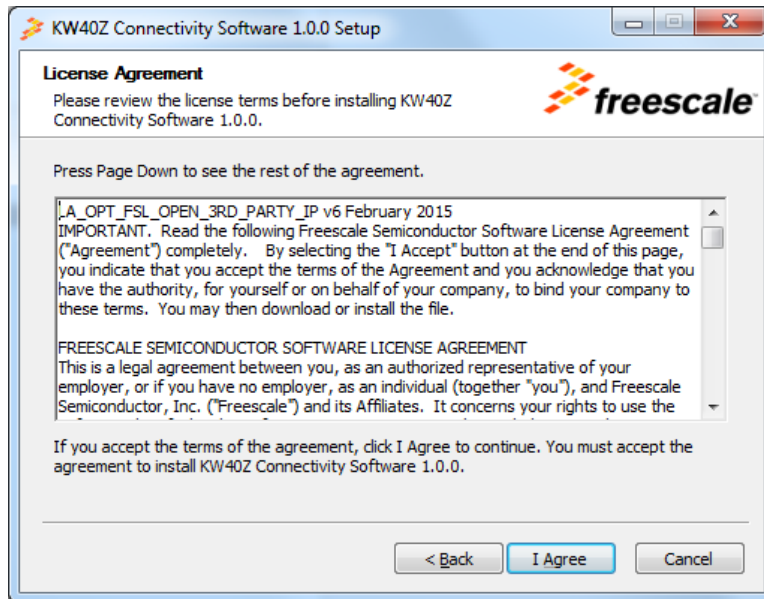 KW40Z Connectivity Software 1.0.0 Setup
License Agreement
Please review the license terms before installing KW40Z
Connectivity Software 1.0.0.
freescale
Press Page Down to see the rest of the agreement.
LA_OPT_FSL_OPEN_3RD_PARTY_IP v6 February 2015
IMPORTANT. Read the following Freescale Semiconductor Software License Agreement
("Agreement") completely. By selecting the "I Accept" button at the end of this page,
you indicate that you accept the terms of the Agreement and you acknowledge that you
have the authority, for yourself or on behalf of your company, to bind your company to
these terms. You may then download or install the file.
FREESCALE SEMICONDUCTOR SOFTWARE LICENSE AGREEMENT
This is a legal agreement between you, as an authorized representative of your
employer, or if you have no employer, as an individual (together "you"), and Freescale
Semiconductor, Inc. ("Freescale") and its Affiliates. It concerns your rights to use the
If you accept the terms of the agreement, click I Agree to continue. You must accept the
agreement to install KW40Z Connectivity Software 1.0.0.
< Back
I Agree
Cancel